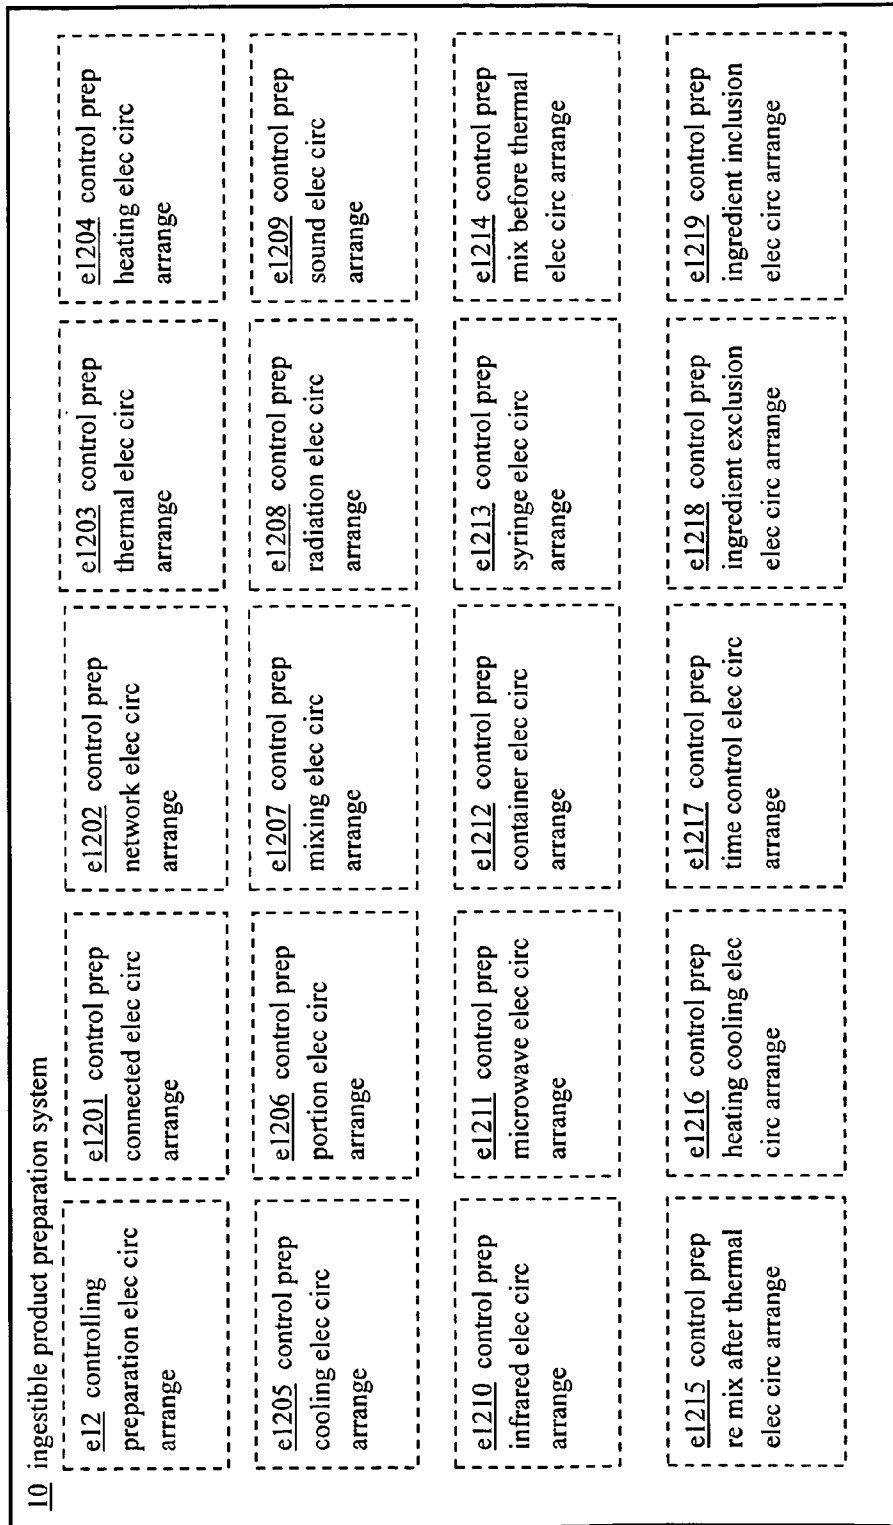 10 ingestible product preparation system
e12 controlling
preparation elec circ
arrange
e1201 control prep
connected elec circ
arrange
e1202 control prep
network elec circ
arrange
e1203 control prep
thermal elec circ
arrange
e1204 control prep
heating elec circ
arrange
e1205 control prep
cooling elec circ
arrange
e1206 control prep
portion elec circ
arrange
e1207 control prep
mixing elec circ
arrange
e1208 control prep
radiation elec circ
arrange
e1209 control prep
sound elec circ
arrange
e1210 control prep
infrared elec circ
arrange
e1211 control prep
microwave elec circ
arrange
e1212 control prep
container elec circ
arrange
e1213 control prep
syringe elec circ
arrange
e1214 control prep
mix before thermal
elec circ arrange
e1215 control prep
re mix after thermal
elec circ arrange
e1216 control prep
heating cooling elec
circ arrange
e1217 control prep
time control elec circ
arrange
e1218 control prep
ingredient exclusion
elec circ arrange
e1219 control prep
ingredient inclusion
elec circ arrange